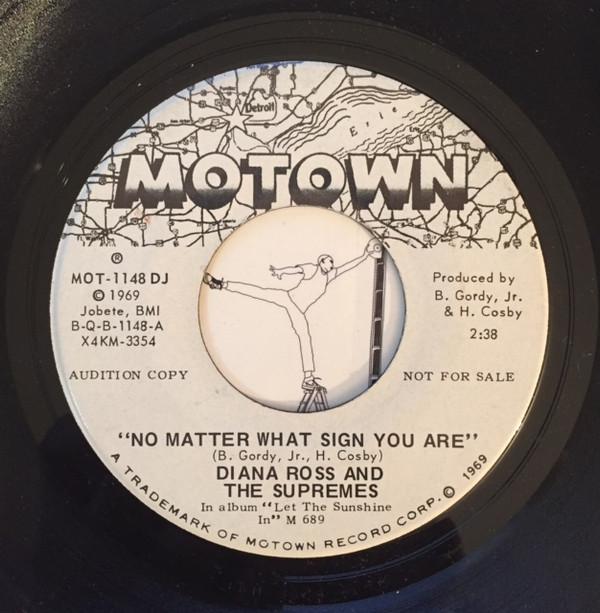 Detroit
Erie
MOTOWN
®
MOT-1148 DJ
© 1969
Jobete, BMI
B-Q-B-1148-A
X4KM-3354
Produced by
B. Gordy, Jr.
& H. Cosby
2:38
AUDITION COPY
NOT FOR SALE
"NO MATTER WHAT SIGN YOU ARE"
(B. Gordy, Jr., H. Cosby)
DIANA ROSS AND
THE SUPREMES
In album "Let The Sunshine
In" M 689
A TRADEMARK OF MOTOWN RECORD CORP. © 1969